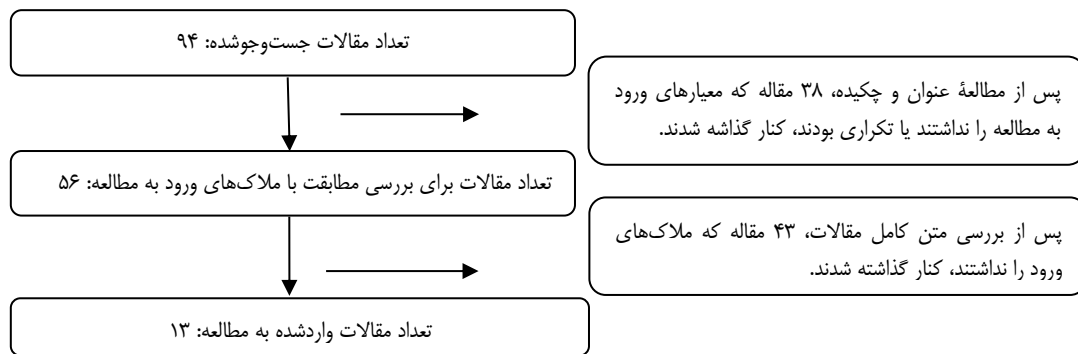 تعداد مقالات جست‌وجوشده: ۹۴
پس از مطالعهٔ عنوان و چکیده، ۳۸ مقاله که معیارهای ورود
به مطالعه را نداشتند یا تکراری بودند، کنار گذاشه شدند.
تعداد مقالات برای بررسی مطابقت با ملاک‌های ورود به مطالعه: ۵۶
پس از بررسی متن کامل مقالات، ۴۳ مقاله که ملاک‌های
ورود را نداشتند، کنار گذاشته شدند.
تعداد مقالات واردشده به مطالعه: ۱۳